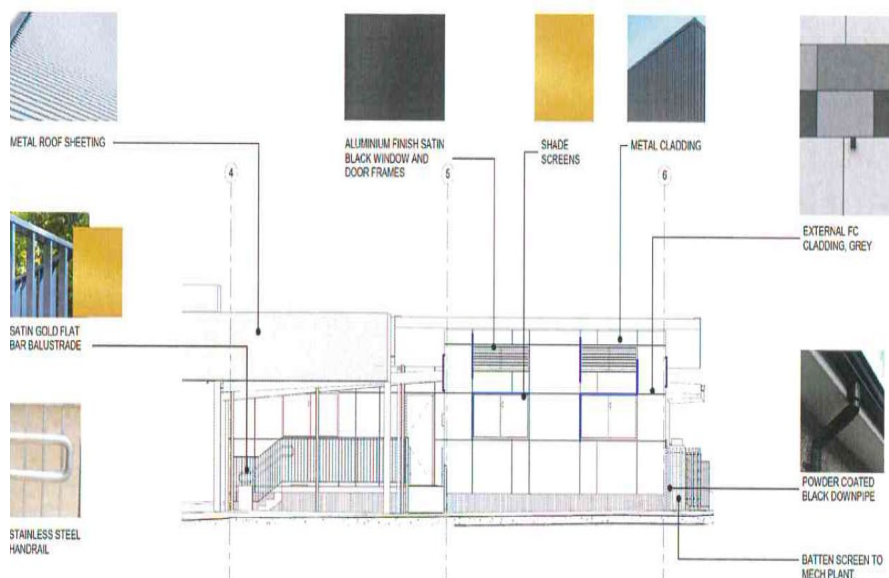 METAL ROOF SHEETING
ALUMINIUM FINISH SATIN
BLACK WINDOW AND
DOOR FRAMES
SHADE
SCREENS
METAL CLADDING
4
5
6
EXTERNAL FC
CLADDING, GREY
SATIN GOLD FLAT
BAR BALUSTRADE
POWDER COATED
BLACK DOWNPIPE
STAINLESS STEEL
HANDRAIL
BATTEN SCREEN TO
MECH PLANT